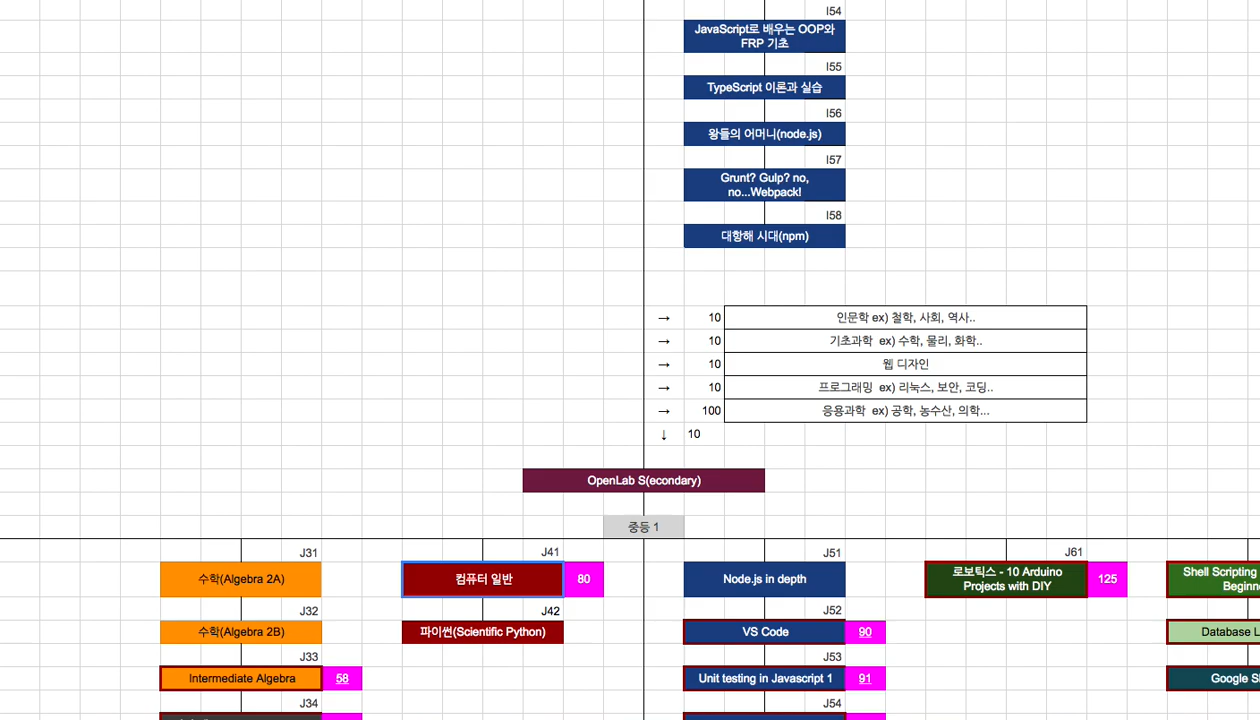 I54
JavaScript로 배우는 OOP와
FRP 기초
I55
TypeScript 이론과 실습
I56
왕들의 어머니(node.js)
I57
Grunt? Gulp? no,
no...Webpack!
I58
대항해 시대(npm)
→ 10 인문학 ex) 철학, 사회, 역사..
→ 10 기초과학 ex) 수학, 물리, 화학..
→ 10 웹 디자인
→ 10 프로그래밍 ex) 리눅스, 보안, 코딩..
→ 100 응용과학 ex) 공학, 농수산, 의학...
↓ 10
OpenLab S(econdary)
중등 1
J31 J41 J51 J61
수학(Algebra 2A)
컴퓨터 일반 80
Node.js in depth
로보틱스 - 10 Arduino
Projects with DIY
125
Shell Scripting
Beginn
J32 J42 J52
수학(Algebra 2B)
파이썬(Scientific Python)
VS Code 90
Database L
J33 J53
Intermediate Algebra 58
Unit testing in Javascript 1 91
Google S
J34 J54